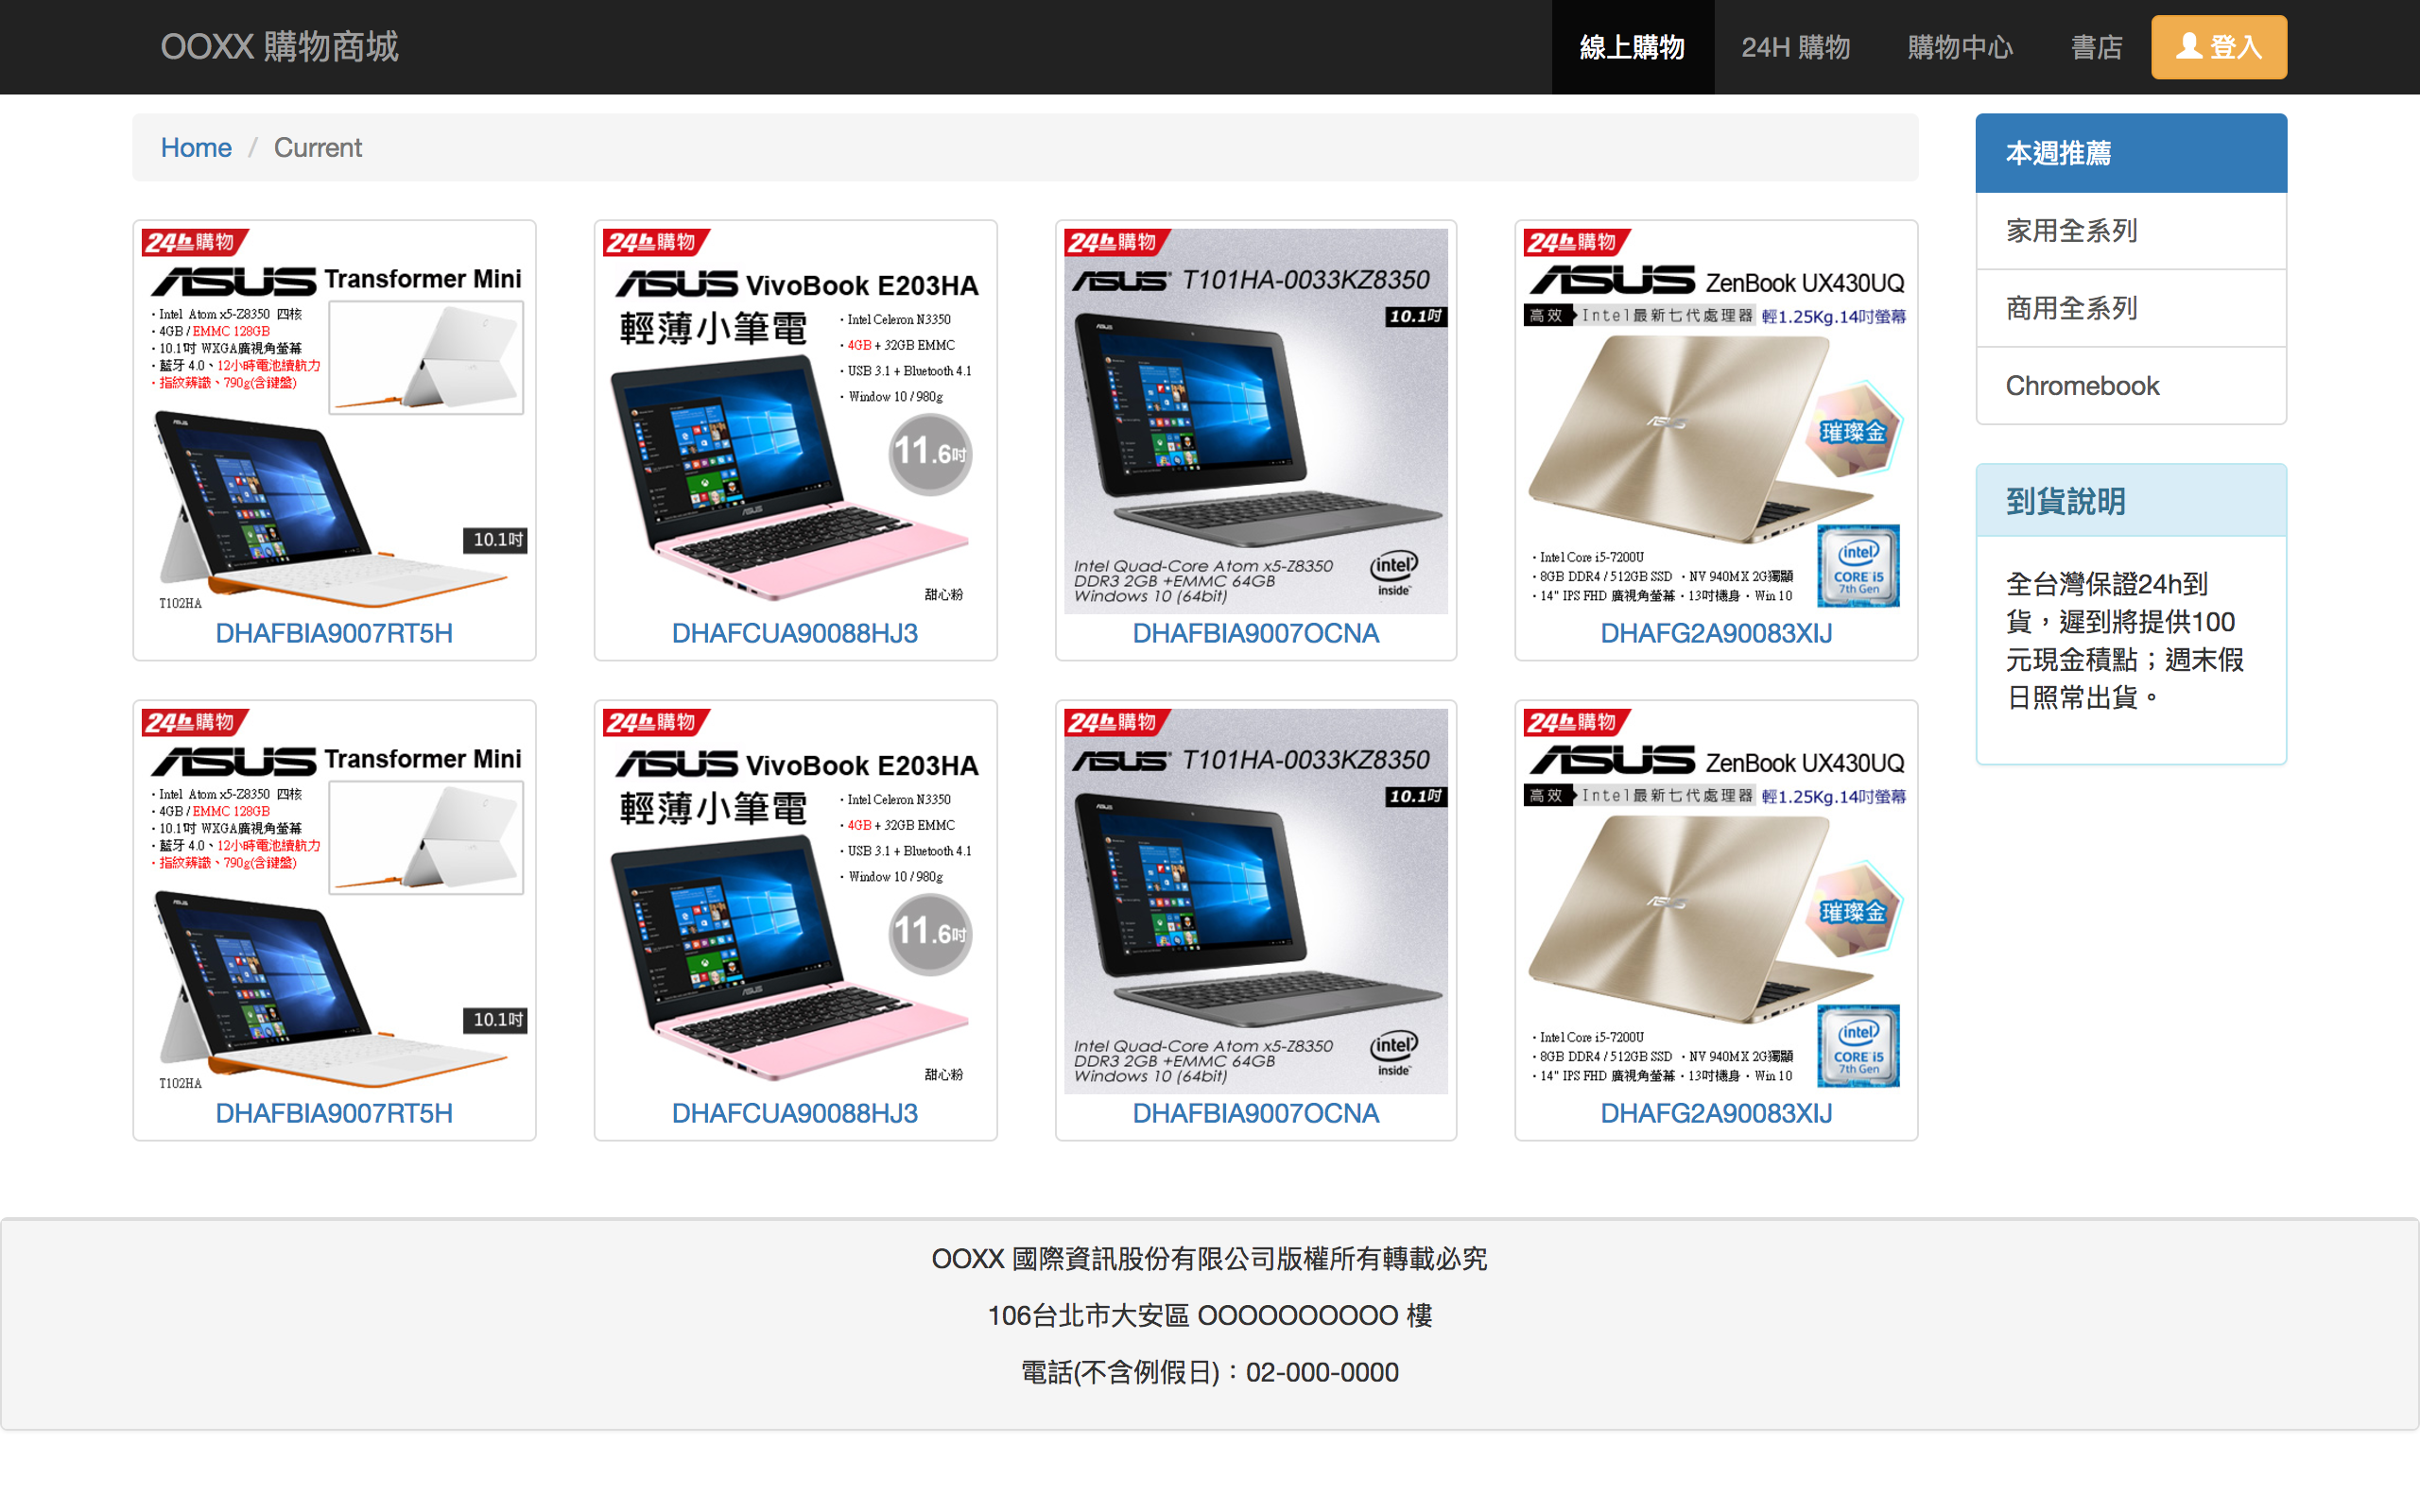 OOXX 購物商城
線上購物
24H 購物
購物中心
書店
登入
Home / Current
24h購物
ASUS Transformer Mini
・Intel Atom x5-Z8350 四核
・4GB / EMMC 128GB
・10.1吋 WXGA廣視角螢幕
・藍牙 4.0、12小時電池續航力
・指紋辨識、790g(含鍵盤)
10.1吋
T102HA
DHAFBIA9007RT5H
24h購物
ASUS VivoBook E203HA
輕薄小筆電
・Intel Celeron N3350
・4GB + 32GB EMMC
・USB 3.1 + Bluetooth 4.1
・Window 10 / 980g
11.6吋
甜心粉
DHAFCUA90088HJ3
24h購物
ASUS T101HA-0033KZ8350
10.1吋
Intel Quad-Core Atom x5-Z8350
DDR3 2GB +EMMC 64GB
Windows 10 (64bit)
intel inside
DHAFBIA9007OCNA
24h購物
ASUS ZenBook UX430UQ
高效 Intel最新七代處理器 輕1.25Kg.14吋螢幕
璀璨金
・Intel Core i5-7200U
・8GB DDR4 / 512GB SSD ・NV 940MX 2G獨顯
・14" IPS FHD 廣視角螢幕・13吋機身・Win 10
intel
CORE i5
7th Gen
DHAFG2A90083XIJ
24h購物
ASUS Transformer Mini
・Intel Atom x5-Z8350 四核
・4GB / EMMC 128GB
・10.1吋 WXGA廣視角螢幕
・藍牙 4.0、12小時電池續航力
・指紋辨識、790g(含鍵盤)
10.1吋
T102HA
DHAFBIA9007RT5H
24h購物
ASUS VivoBook E203HA
輕薄小筆電
・Intel Celeron N3350
・4GB + 32GB EMMC
・USB 3.1 + Bluetooth 4.1
・Window 10 / 980g
11.6吋
甜心粉
DHAFCUA90088HJ3
24h購物
ASUS T101HA-0033KZ8350
10.1吋
Intel Quad-Core Atom x5-Z8350
DDR3 2GB +EMMC 64GB
Windows 10 (64bit)
intel inside
DHAFBIA9007OCNA
24h購物
ASUS ZenBook UX430UQ
高效 Intel最新七代處理器 輕1.25Kg.14吋螢幕
璀璨金
・Intel Core i5-7200U
・8GB DDR4 / 512GB SSD ・NV 940MX 2G獨顯
・14" IPS FHD 廣視角螢幕・13吋機身・Win 10
intel
CORE i5
7th Gen
DHAFG2A90083XIJ
本週推薦
家用全系列
商用全系列
Chromebook
到貨說明
全台灣保證24h到
貨，遲到將提供100
元現金積點；週末假
日照常出貨。
OOXX 國際資訊股份有限公司版權所有轉載必究
106台北市大安區 OOOOOOOOOO 樓
電話(不含例假日)：02-000-0000